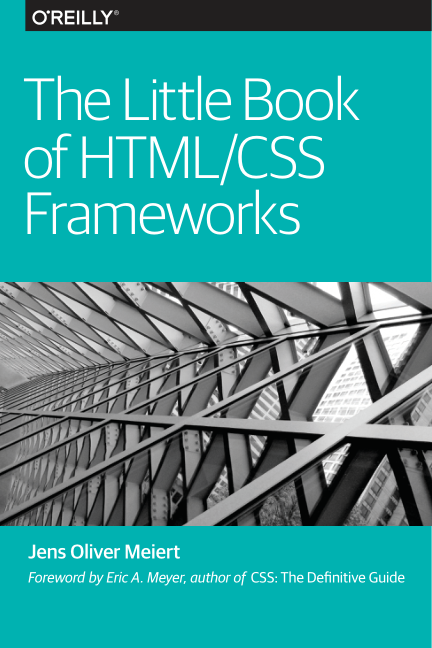 O'REILLY®
The Little Book
of HTML/CSS
Frameworks
Jens Oliver Meiert
Foreword by Eric A. Meyer, author of CSS: The Definitive Guide